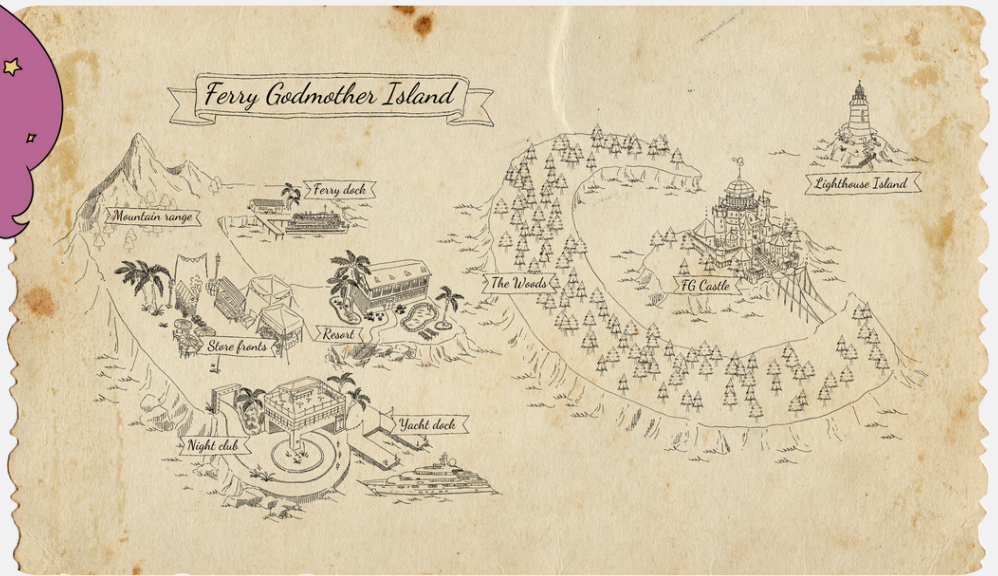 Ferry Godmother Island
Lighthouse Island
Ferry dock
Mountain range
The Woods
FG Castle
Resort
Store fronts
Yacht dock
Night club